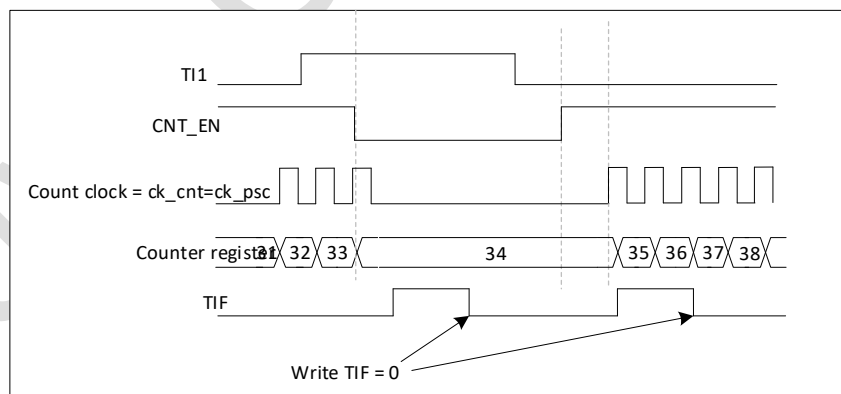 TI1
CNT_EN
Count clock = ck_cnt=ck_psc
Counter register 31 32 33 34 35 36 37 38
TIF
Write TIF = 0